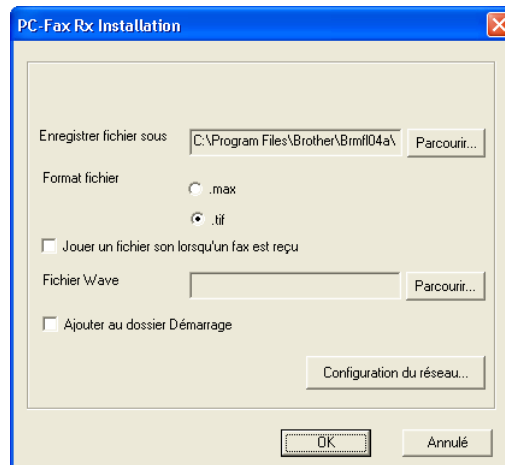 PC-Fax Rx Installation
Enregistrer fichier sous
C:\Program Files\Brother\Brmfl04a\
Parcourir...
Format fichier
.max
.tif
Jouer un fichier son lorsqu'un fax est reçu
Fichier Wave
Parcourir...
Ajouter au dossier Démarrage
Configuration du réseau...
OK
Annulé